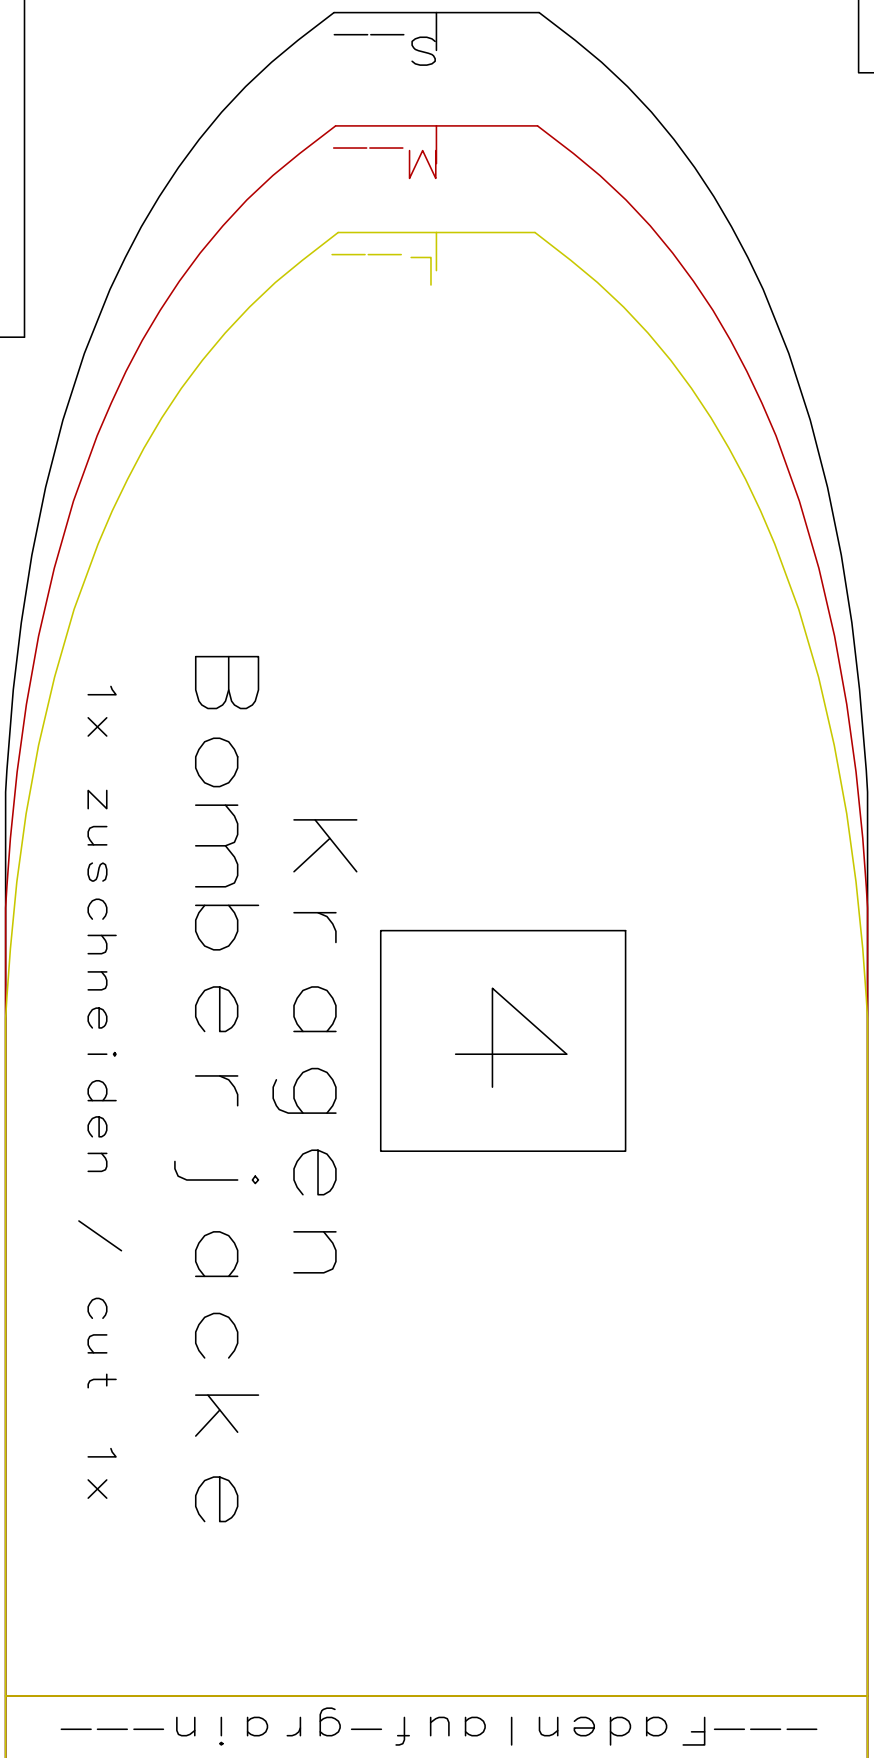 S
M
L
4
Kragen
Bomberjacke
1x zuschneiden / cut 1x
---Fadenlauf-grain---